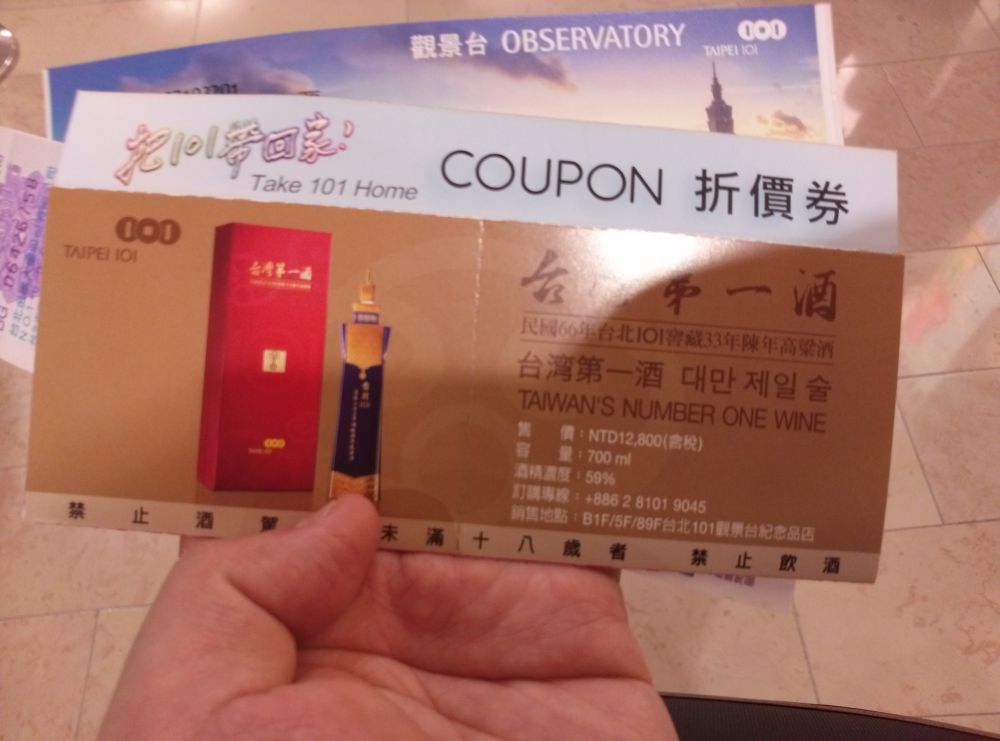 觀景台 OBSERVATORY
TAIPEI 101
把101帶回家!
Take 101 Home
COUPON 折價券
TAIPEI 101
台灣第一酒
台灣第一酒
民國66年台北101窖藏33年陳年高粱酒
台湾第一酒 대만 제일 술
TAIWAN'S NUMBER ONE WINE
售 價：NTD12,800(含稅)
容 量：700 ml
酒精濃度：59%
訂購專線：+886 2 8101 9045
銷售地點：B1F/5F/89F台北101觀景台紀念品店
禁止酒駕 未滿十八歲者 禁止飲酒